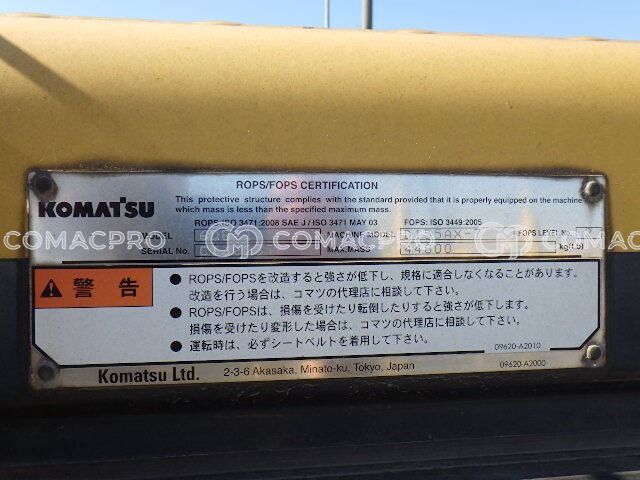 ROPS/FOPS CERTIFICATION
This protective structure complies with the standard provided that it is properly equipped on the machine
which mass is less than the specified maximum mass.
KOMATSU
ROPS: ISO 3471:2008 SAE J / ISO 3471 MAY 03 FOPS: ISO 3449:2005
MODEL MACHINE MODEL FOPS LEVEL No.
SERIAL No. MAX.MASS 44800 kg(Lb)
COMACPRO COMACPRO COMACPRO
警告
● ROPS/FOPSを改造すると強さが低下し、規格に適合しなくなることがあります。
改造を行う場合は、コマツの代理店に相談して下さい。
● ROPS/FOPSは、損傷を受けたり転倒したりすると強さが低下します。
損傷を受けたり変形した場合は、コマツの代理店に相談して下さい。
● 運転時は、必ずシートベルトを着用して下さい。
09620-A2010
Komatsu Ltd. 2-3-6 Akasaka, Minato-ku, Tokyo, Japan 09620-A2000